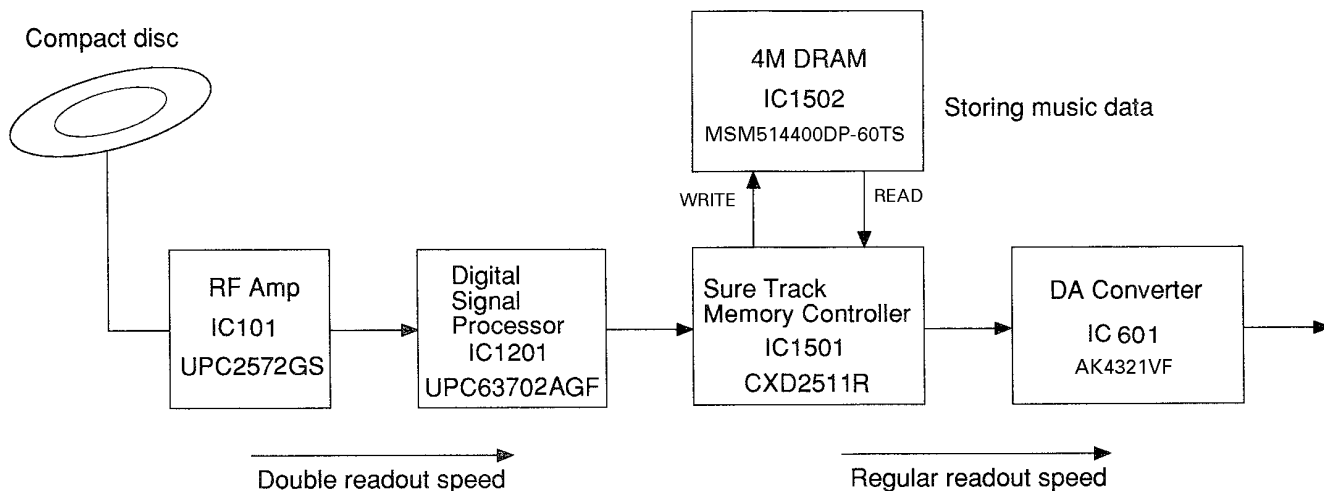 Compact disc
4M DRAM
IC1502
MSM514400DP-60TS
Storing music data
WRITE
READ
RF Amp
IC101
UPC2572GS
Digital
Signal
Processor
IC1201
UPC63702AGF
Sure Track
Memory Controller
IC1501
CXD2511R
DA Converter
IC 601
AK4321VF
Double readout speed
Regular readout speed